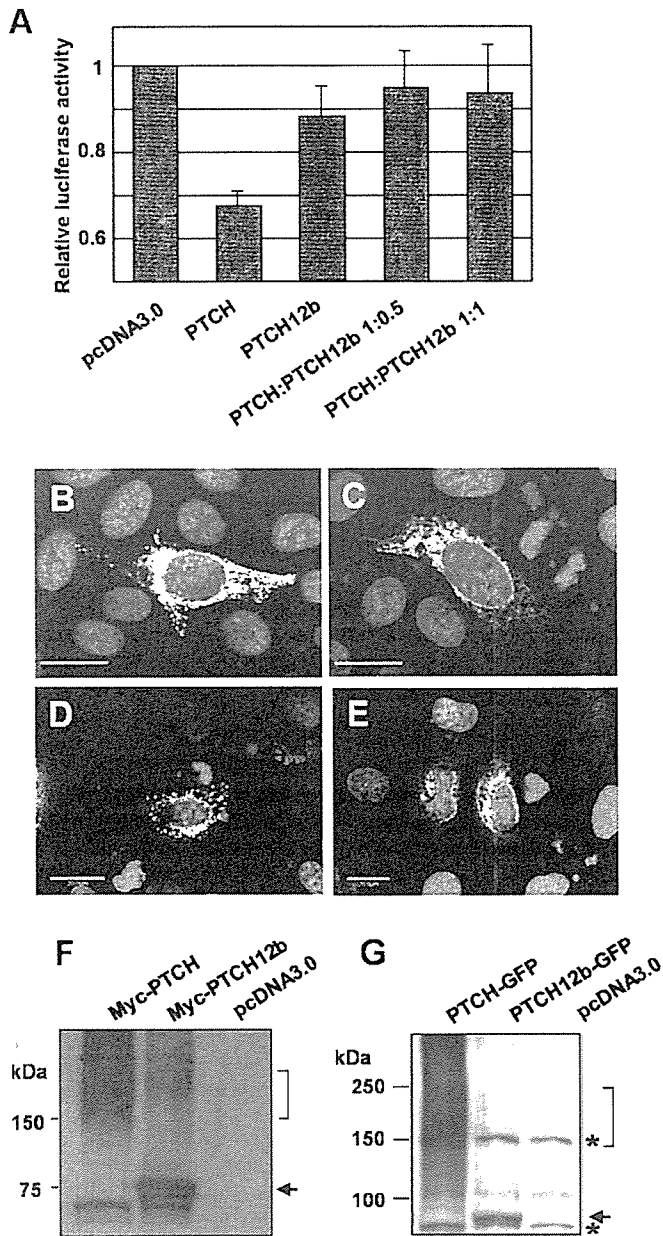 A
Relative luciferase activity
1
0.8
0.6
pcDNA3.0
PTCH
PTCH12b
PTCH:PTCH12b 1:0.5
PTCH:PTCH12b 1:1
B
C
D
E
F
Myc-PTCH
Myc-PTCH12b
pcDNA3.0
kDa
150
75
G
PTCH-GFP
PTCH12b-GFP
pcDNA3.0
kDa
250
150
*
100
*